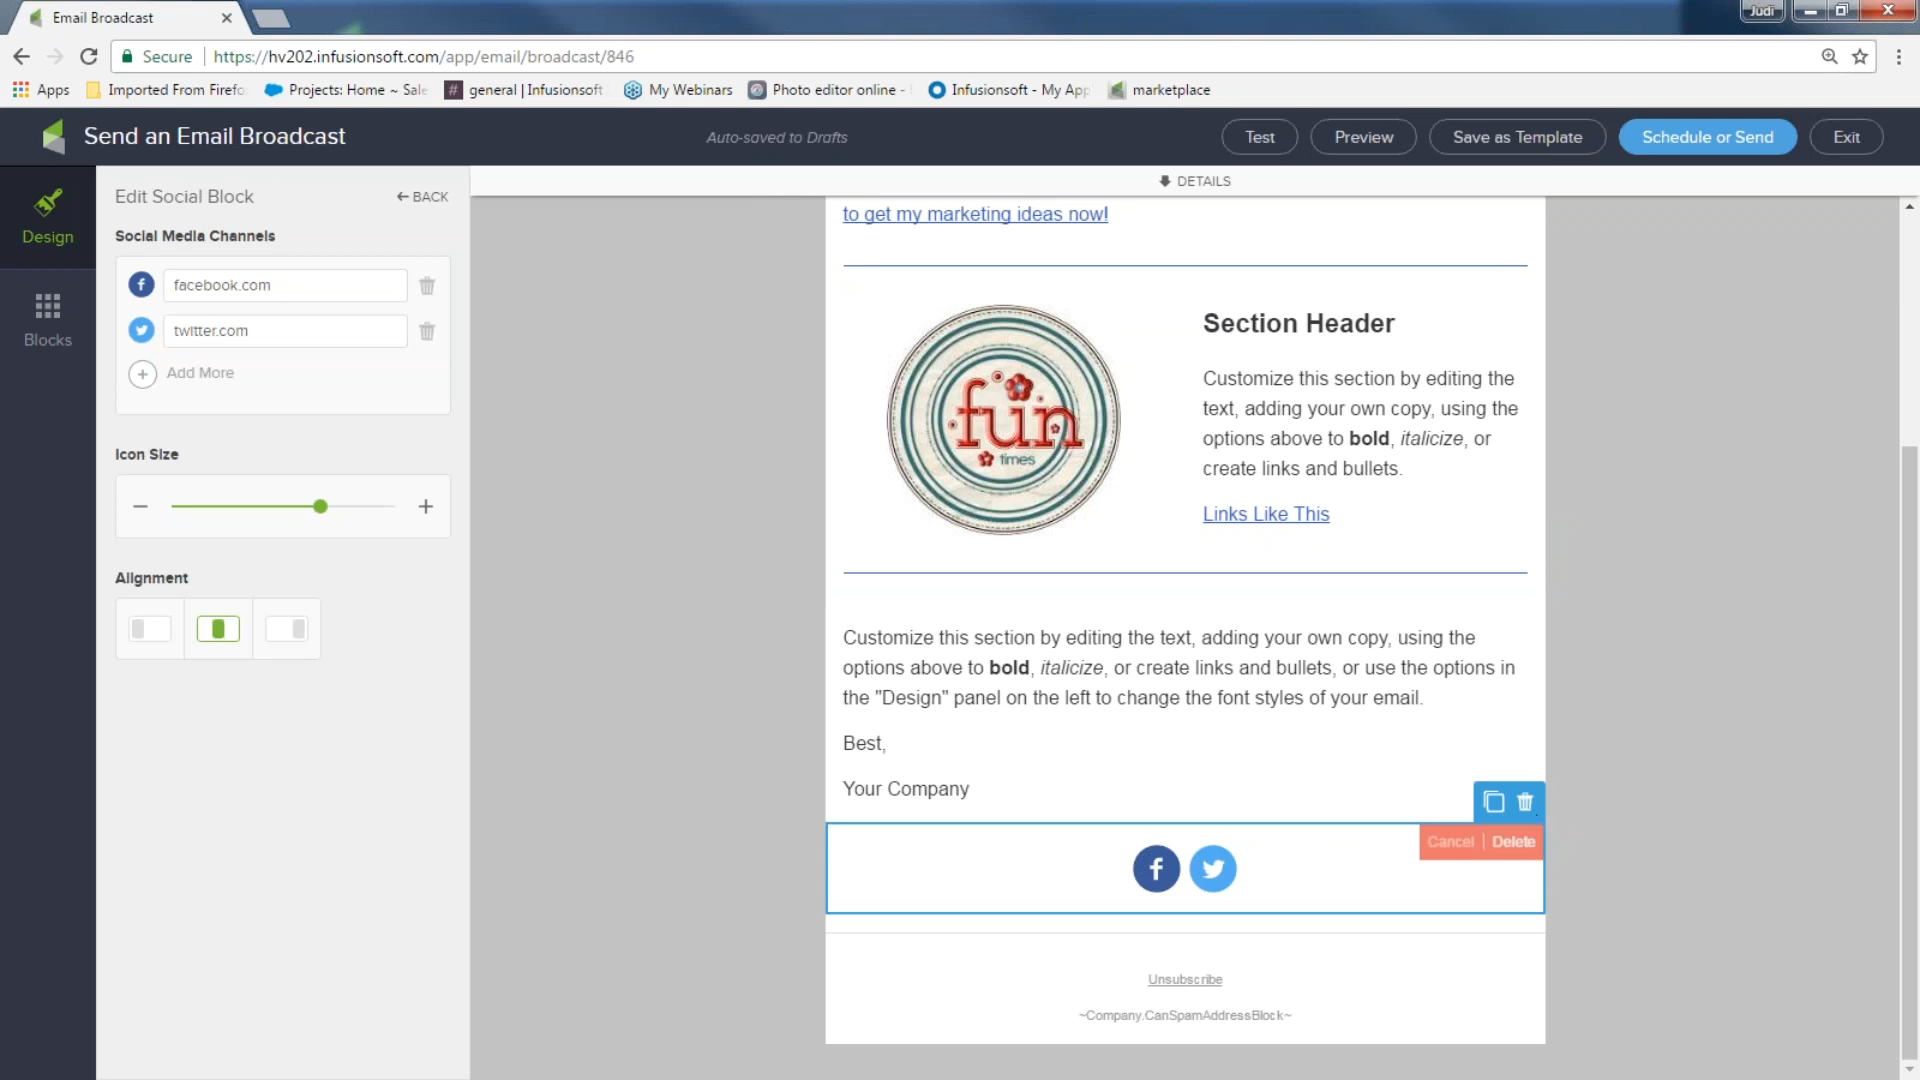 Email Broadcast
Judi
Secure
https://hv202.infusionsoft.com/app/email/broadcast/846
Apps
Imported From Firefo
Projects: Home ~ Sale
general | Infusionsoft
My Webinars
Photo editor online -
Infusionsoft - My App
marketplace
Send an Email Broadcast
Auto-saved to Drafts
Test
Preview
Save as Template
Schedule or Send
Exit
DETAILS
Design
Blocks
Edit Social Block
BACK
Social Media Channels
facebook.com
twitter.com
Add More
Icon Size
Alignment
to get my marketing ideas now!
fun
times
Section Header
Customize this section by editing the
text, adding your own copy, using the
options above to bold, italicize, or
create links and bullets.
Links Like This
Customize this section by editing the text, adding your own copy, using the
options above to bold, italicize, or create links and bullets, or use the options in
the "Design" panel on the left to change the font styles of your email.
Best,
Your Company
Cancel | Delete
Unsubscribe
~Company.CanSpamAddressBlock~